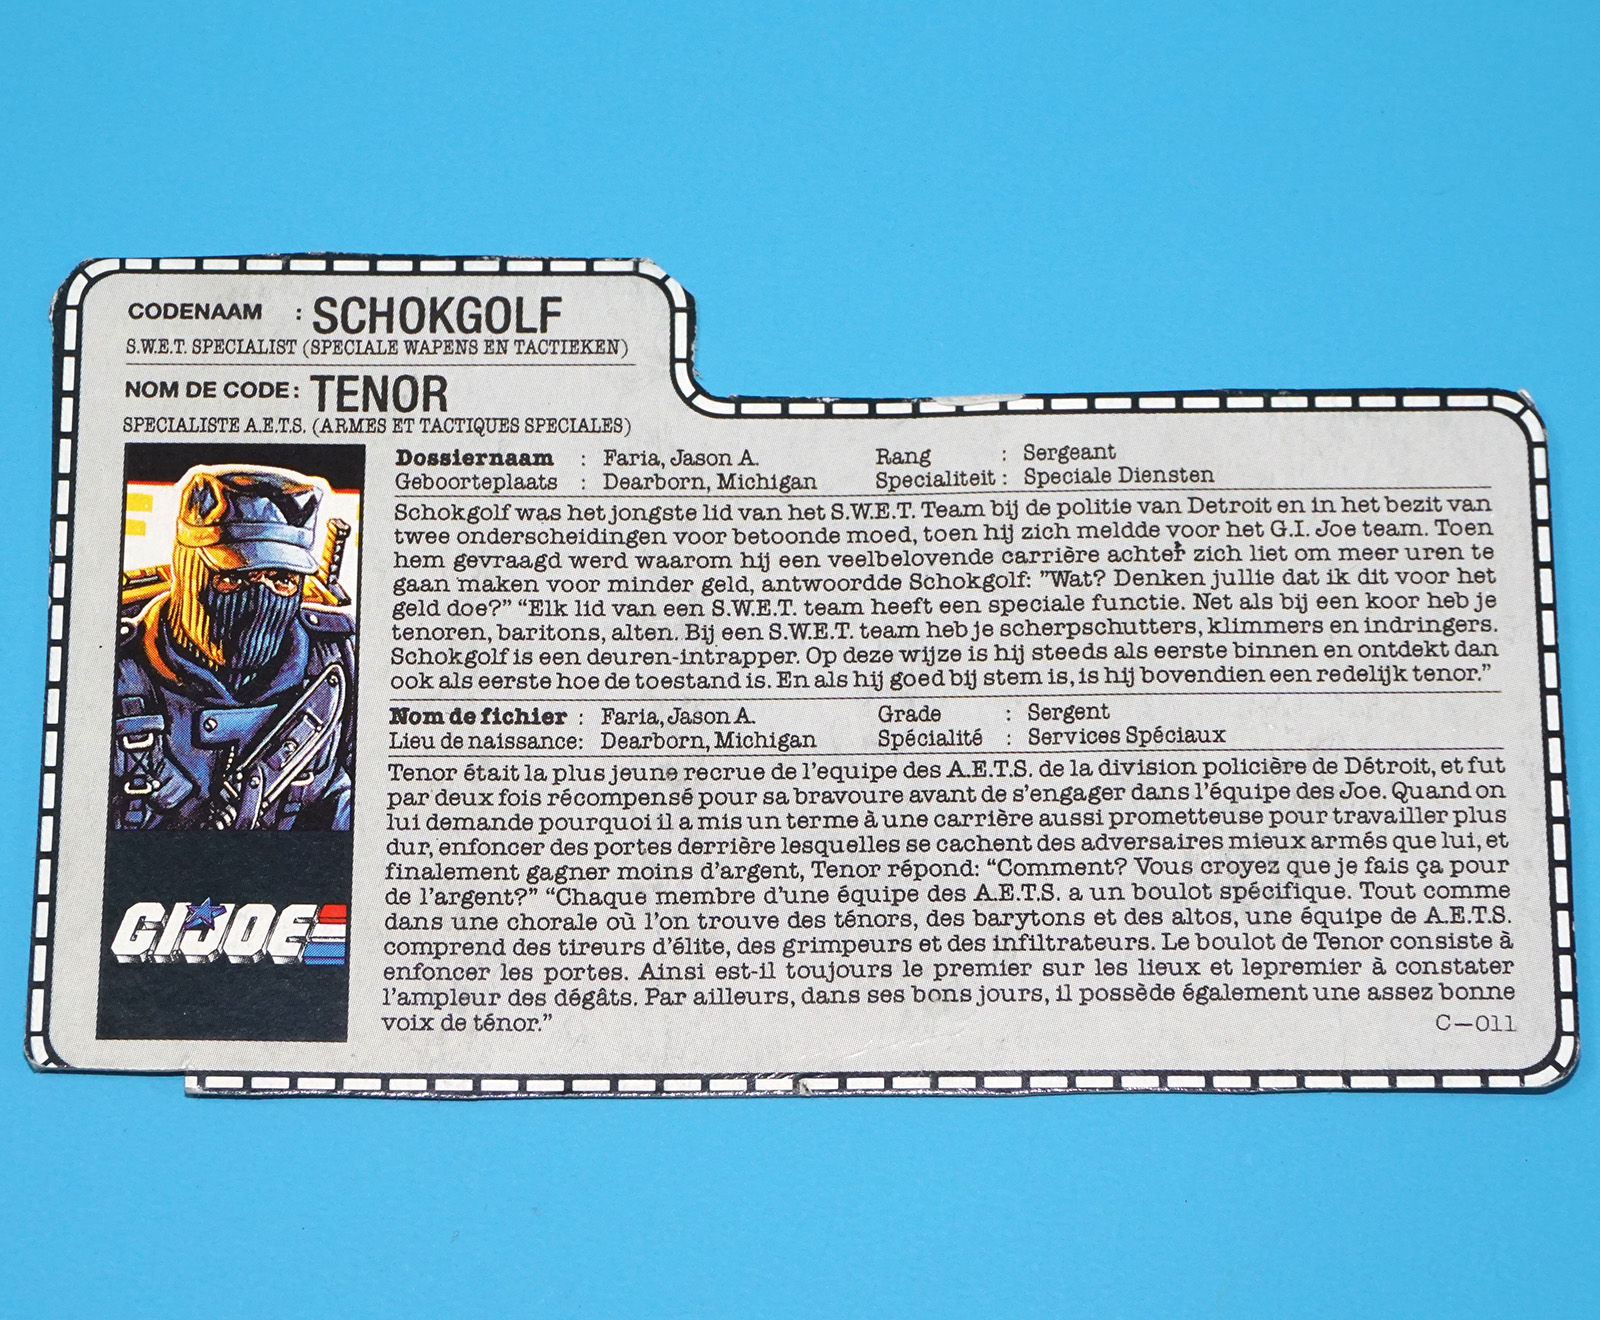 CODENAAM : SCHOKGOLF
S.W.E.T. SPECIALIST (SPECIALE WAPENS EN TACTIEKEN)
NOM DE CODE: TENOR
SPECIALISTE A.E.T.S. (ARMES ET TACTIQUES SPECIALES)
Dossiernaam : Faria, Jason A. Rang : Sergeant
Geboorteplaats : Dearborn, Michigan Specialiteit : Speciale Diensten
Schokgolf was het jongste lid van het S.W.E.T. Team bij de politie van Detroit en in het bezit van
twee onderscheidingen voor betoonde moed, toen hij zich meldde voor het G.I. Joe team. Toen
hem gevraagd werd waarom hij een veelbelovende carrière achter zich liet om meer uren te
gaan maken voor minder geld, antwoordde Schokgolf: ”Wat? Denken jullie dat ik dit voor het
geld doe?” “Elk lid van een S.W.E.T. team heeft een speciale functie. Net als bij een koor heb je
tenoren, baritons, alten. Bij een S.W.E.T. team heb je scherpschutters, klimmers en indringers.
Schokgolf is een deuren-intrapper. Op deze wijze is hij steeds als eerste binnen en ontdekt dan
ook als eerste hoe de toestand is. En als hij goed bij stem is, is hij bovendien een redelijk tenor.”
Nom de fichier : Faria, Jason A. Grade : Sergent
Lieu de naissance: Dearborn, Michigan Spécialité : Services Spéciaux
Tenor était la plus jeune recrue de l'equipe des A.E.T.S. de la division policière de Détroit, et fut
par deux fois récompensé pour sa bravoure avant de s'engager dans l'équipe des Joe. Quand on
lui demande pourquoi il a mis un terme à une carrière aussi prometteuse pour travailler plus
dur, enfoncer des portes derrière lesquelles se cachent des adversaires mieux armés que lui, et
finalement gagner moins d'argent, Tenor répond: “Comment? Vous croyez que je fais ça pour
de l'argent?” “Chaque membre d'une équipe des A.E.T.S. a un boulot spécifique. Tout comme
dans une chorale où l'on trouve des ténors, des barytons et des altos, une équipe de A.E.T.S.
comprend des tireurs d'élite, des grimpeurs et des infiltrateurs. Le boulot de Tenor consiste à
enfoncer les portes. Ainsi est-il toujours le premier sur les lieux et lepremier à constater
l'ampleur des dégâts. Par ailleurs, dans ses bons jours, il possède également une assez bonne
voix de ténor.”
C—011
GI JOE